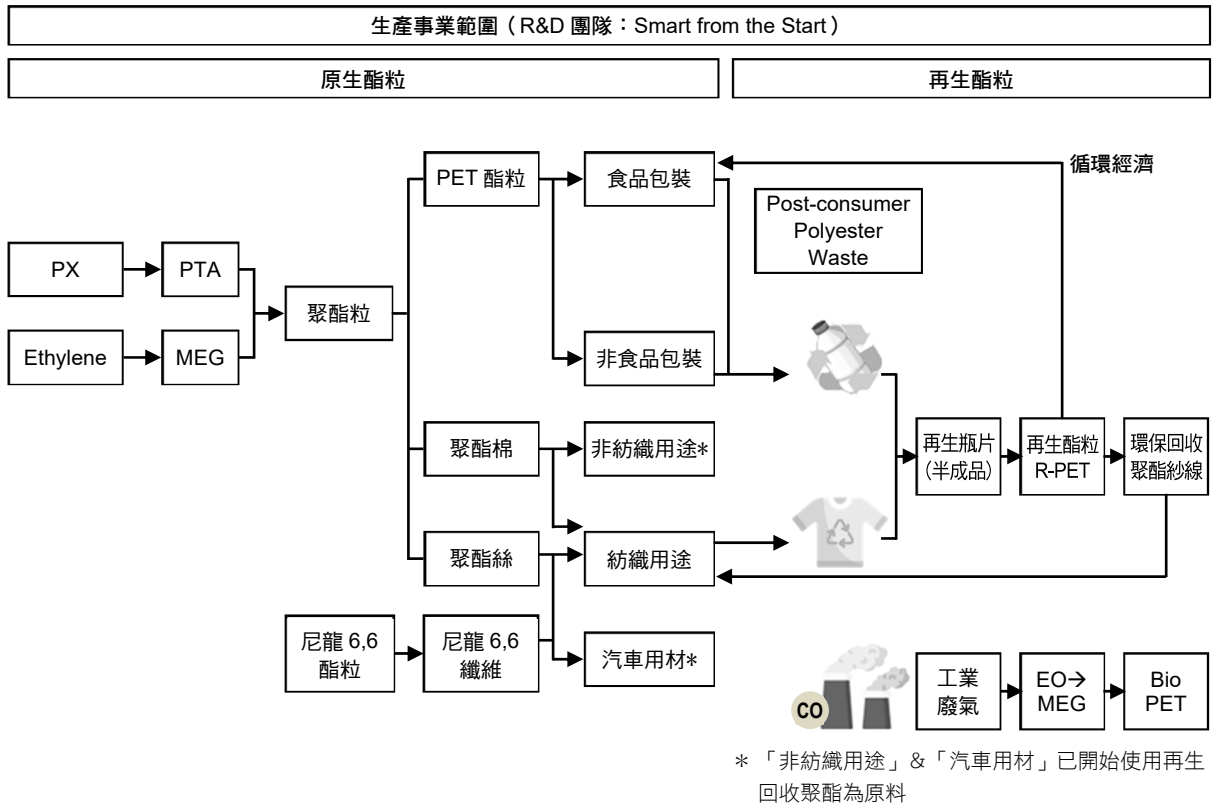 生產事業範圍（R&D 團隊：Smart from the Start）
原生酯粒
再生酯粒
PX
PTA
Ethylene
MEG
聚酯粒
PET 酯粒
食品包裝
非食品包裝
聚酯棉
非紡織用途*
聚酯絲
紡織用途
尼龍 6,6
酯粒
尼龍 6,6
纖維
汽車用材*
循環經濟
Post-consumer
Polyester
Waste
再生瓶片
（半成品）
再生酯粒
R-PET
環保回收
聚酯紗線
CO
工業
廢氣
EO→
MEG
Bio
PET
* 「非紡織用途」&「汽車用材」已開始使用再生
回收聚酯為原料